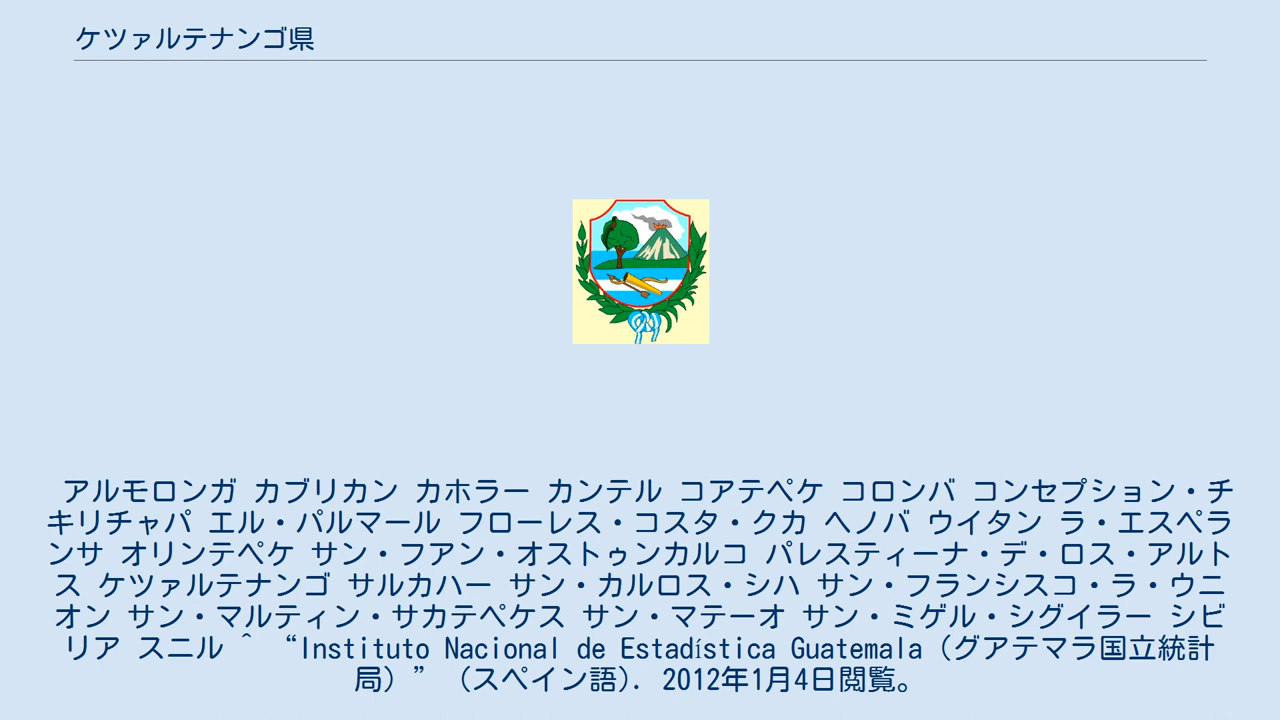 ケツァルテナンゴ県
アルモロンガ カブリカン カホラー カンテル コアテペケ コロンバ コンセプション・チ
キリチャパ エル・パルマール フローレス・コスタ・クカ ヘノバ ウイタン ラ・エスペラ
ンサ オリンテペケ サン・フアン・オストゥンカルコ パレスティーナ・デ・ロス・アルト
ス ケツァルテナンゴ サルカハー サン・カルロス・シハ サン・フランシスコ・ラ・ウニ
オン サン・マルティン・サカテペケス サン・マテーオ サン・ミゲル・シグイラー シビ
リア スニル ^ “Instituto Nacional de Estadística Guatemala (グアテマラ国立統計
局)” (スペイン語). 2012年1月4日閲覧。